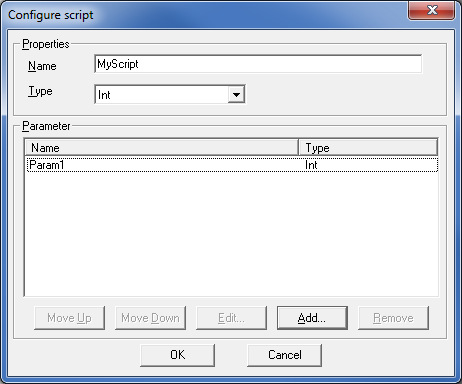 Configure script
Properties
Name MyScript
Type Int
Parameter
Name Type
Param1 Int
Move Up Move Down Edit... Add... Remove
OK Cancel